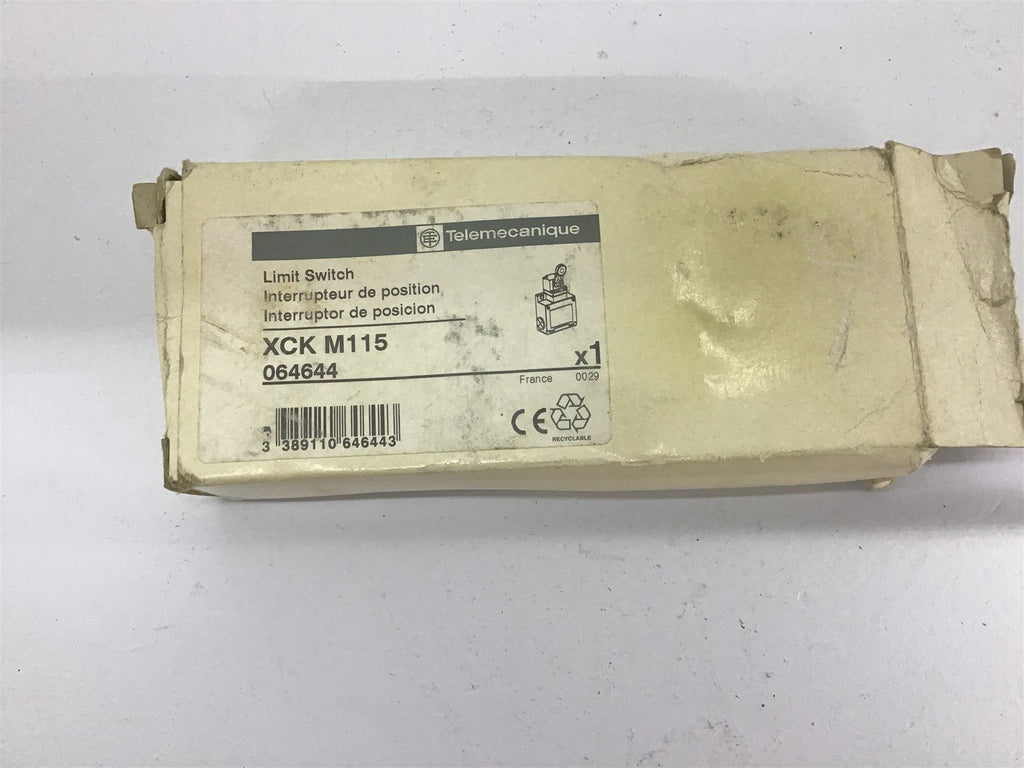 Telemecanique
Limit Switch
Interrupteur de position
Interruptor de posicion
XCK M115
064644
x1
France 0029
3 389110 646443
CE
RECYCLABLE